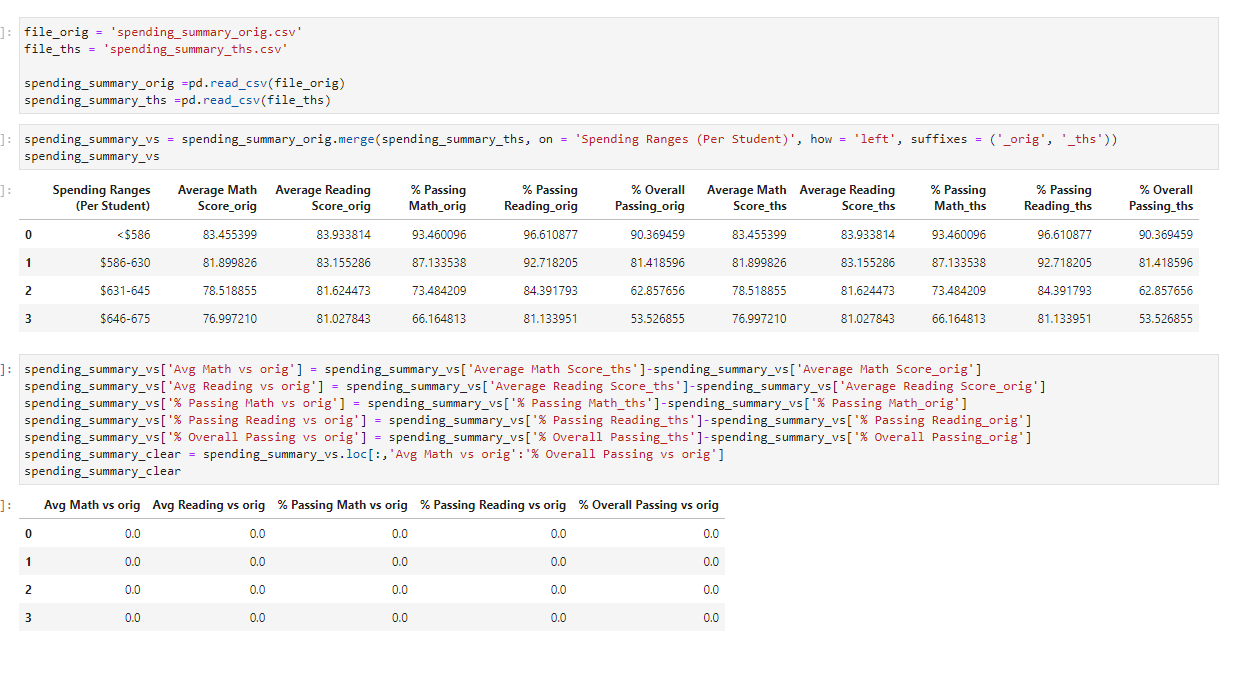 ]:
file_orig = 'spending_summary_orig.csv'
file_ths = 'spending_summary_ths.csv'
spending_summary_orig =pd.read_csv(file_orig)
spending_summary_ths =pd.read_csv(file_ths)
]:
spending_summary_vs = spending_summary_orig.merge(spending_summary_ths, on = 'Spending Ranges (Per Student)', how = 'left', suffixes = ('_orig', '_ths'))
spending_summary_vs
]:
Spending Ranges Average Math Average Reading % Passing % Passing % Overall Average Math Average Reading % Passing % Passing % Overall
(Per Student) Score_orig Score_orig Math_orig Reading_orig Passing_orig Score_ths Score_ths Math_ths Reading_ths Passing_ths
0 <$586 83.455399 83.933814 93.460096 96.610877 90.369459 83.455399 83.933814 93.460096 96.610877 90.369459
1 $586-630 81.899826 83.155286 87.133538 92.718205 81.418596 81.899826 83.155286 87.133538 92.718205 81.418596
2 $631-645 78.518855 81.624473 73.484209 84.391793 62.857656 78.518855 81.624473 73.484209 84.391793 62.857656
3 $646-675 76.997210 81.027843 66.164813 81.133951 53.526855 76.997210 81.027843 66.164813 81.133951 53.526855
]:
spending_summary_vs['Avg Math vs orig'] = spending_summary_vs['Average Math Score_ths']-spending_summary_vs['Average Math Score_orig']
spending_summary_vs['Avg Reading vs orig'] = spending_summary_vs['Average Reading Score_ths']-spending_summary_vs['Average Reading Score_orig']
spending_summary_vs['% Passing Math vs orig'] = spending_summary_vs['% Passing Math_ths']-spending_summary_vs['% Passing Math_orig']
spending_summary_vs['% Passing Reading vs orig'] = spending_summary_vs['% Passing Reading_ths']-spending_summary_vs['% Passing Reading_orig']
spending_summary_vs['% Overall Passing vs orig'] = spending_summary_vs['% Overall Passing_ths']-spending_summary_vs['% Overall Passing_orig']
spending_summary_clear = spending_summary_vs.loc[:,'Avg Math vs orig':'% Overall Passing vs orig']
spending_summary_clear
]:
Avg Math vs orig Avg Reading vs orig % Passing Math vs orig % Passing Reading vs orig % Overall Passing vs orig
0 0.0 0.0 0.0 0.0 0.0
1 0.0 0.0 0.0 0.0 0.0
2 0.0 0.0 0.0 0.0 0.0
3 0.0 0.0 0.0 0.0 0.0